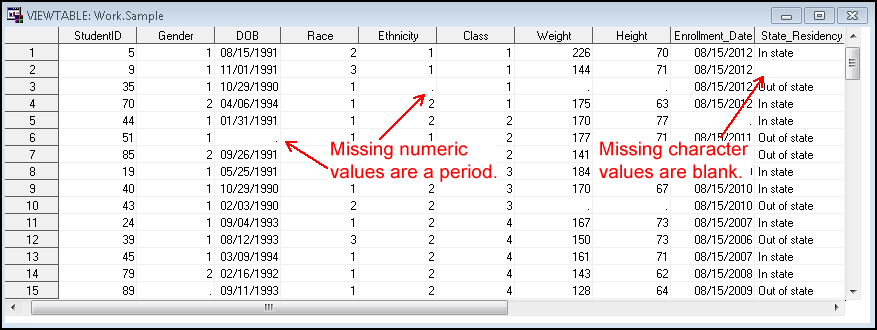 VIEWTABLE: Work.Sample
StudentID Gender DOB Race Ethnicity Class Weight Height Enrollment_Date State_Residency
1 5 1 08/15/1991 2 1 1 226 70 08/15/2012 In state
2 9 1 11/01/1991 3 1 1 144 71 08/15/2012
3 35 1 10/29/1990 1 . 1 . . 08/15/2012 Out of state
4 70 2 04/06/1994 1 2 1 175 63 08/15/2012 In state
5 44 1 01/31/1991 1 2 2 170 77 . In state
6 51 1 . 1 1 2 177 71 08/15/2011 Out of state
7 85 2 09/26/1991 2 141 Out of state
8 19 1 05/25/1991 3 184 In state
9 40 1 10/29/1990 1 2 3 170 67 08/15/2010 In state
10 43 1 02/03/1990 2 2 3 . . 08/15/2010 Out of state
11 24 1 09/04/1993 1 2 4 167 73 08/15/2007 In state
12 39 1 08/12/1993 3 2 4 150 73 08/15/2006 Out of state
13 45 1 03/09/1994 1 2 4 161 71 08/15/2007 In state
14 79 2 02/16/1992 1 2 4 143 62 08/15/2008 In state
15 89 . 09/11/1993 1 2 4 128 64 08/15/2009 Out of state
Missing numeric
values are a period.
Missing character
values are blank.